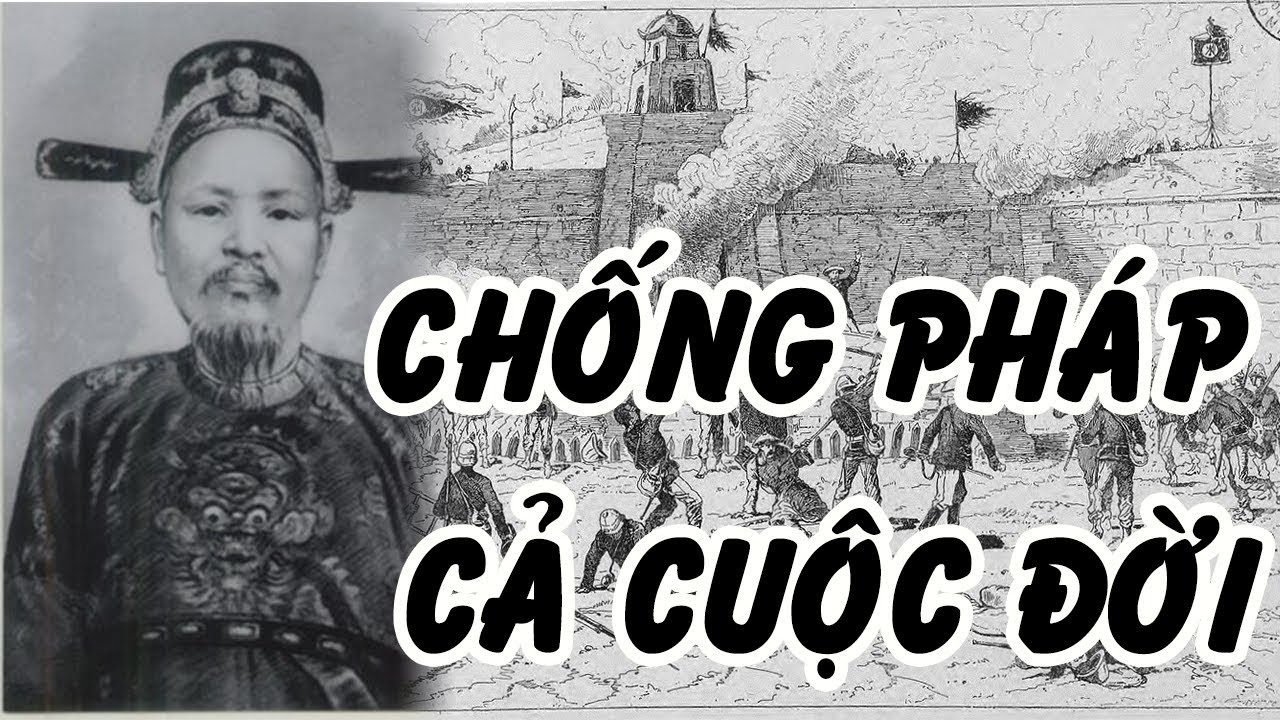 CHỐNG PHÁP
CẢ CUỘC ĐỜI